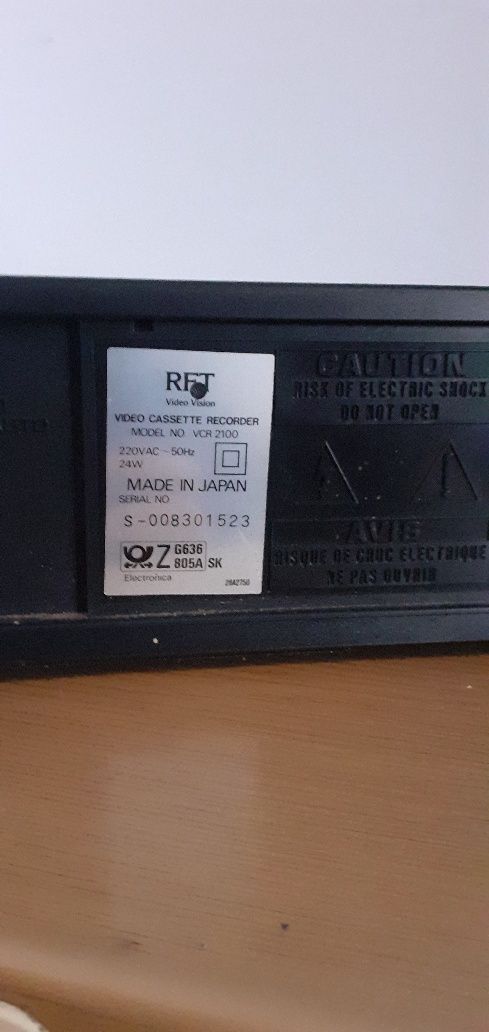 RFT
Video Vision
VIDEO CASSETTE RECORDER
MODEL NO. VCR 2100
220VAC ~ 50Hz
24W
MADE IN JAPAN
SERIAL NO.
S-008301523
Z G636
805A SK
Electronica
28A2750
CAUTION
RISK OF ELECTRIC SHOCK
DO NOT OPEN
AVIS
RISQUE DE CHOC ELECTRIQUE
NE PAS OUVRIR